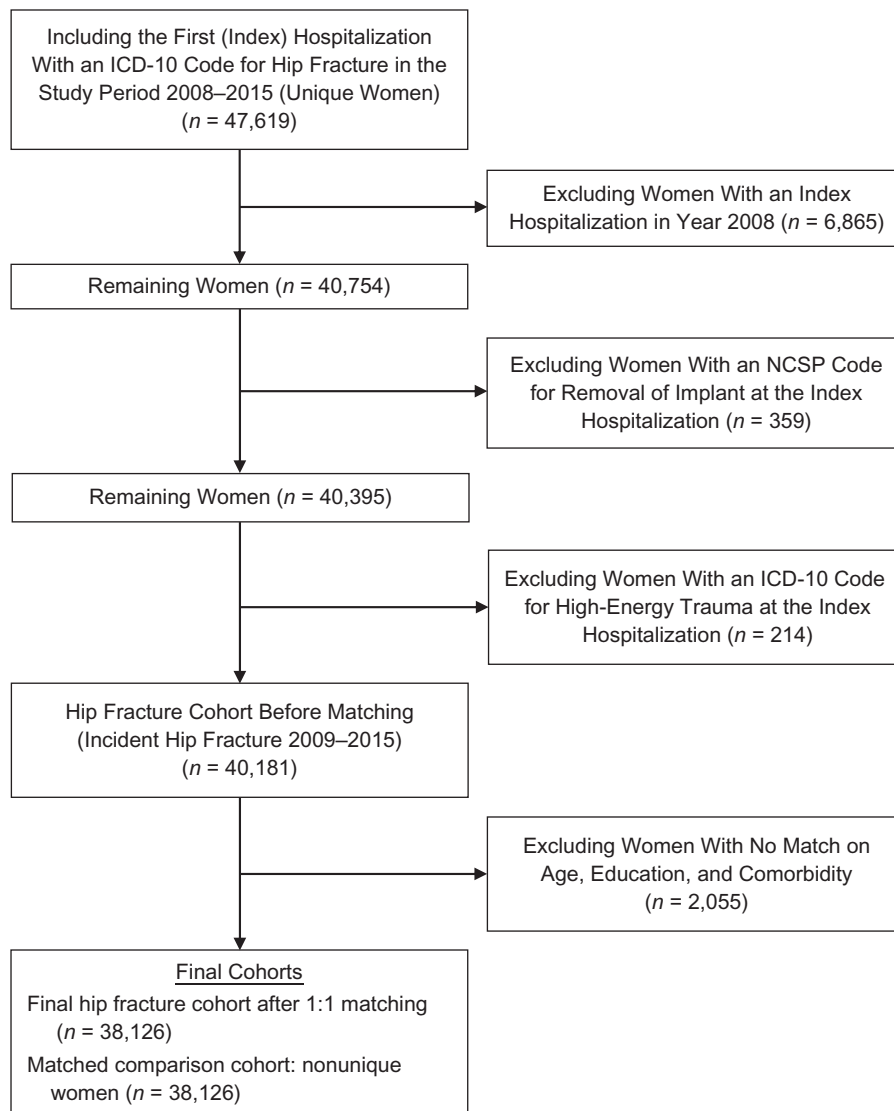 Including the First (Index) Hospitalization
With an ICD-10 Code for Hip Fracture in the
Study Period 2008–2015 (Unique Women)
(n = 47,619)
Excluding Women With an Index
Hospitalization in Year 2008 (n = 6,865)
Remaining Women (n = 40,754)
Excluding Women With an NCSP Code
for Removal of Implant at the Index
Hospitalization (n = 359)
Remaining Women (n = 40,395)
Excluding Women With an ICD-10 Code
for High-Energy Trauma at the Index
Hospitalization (n = 214)
Hip Fracture Cohort Before Matching
(Incident Hip Fracture 2009–2015)
(n = 40,181)
Excluding Women With No Match on
Age, Education, and Comorbidity
(n = 2,055)
Final Cohorts
Final hip fracture cohort after 1:1 matching
(n = 38,126)
Matched comparison cohort: nonunique
women (n = 38,126)